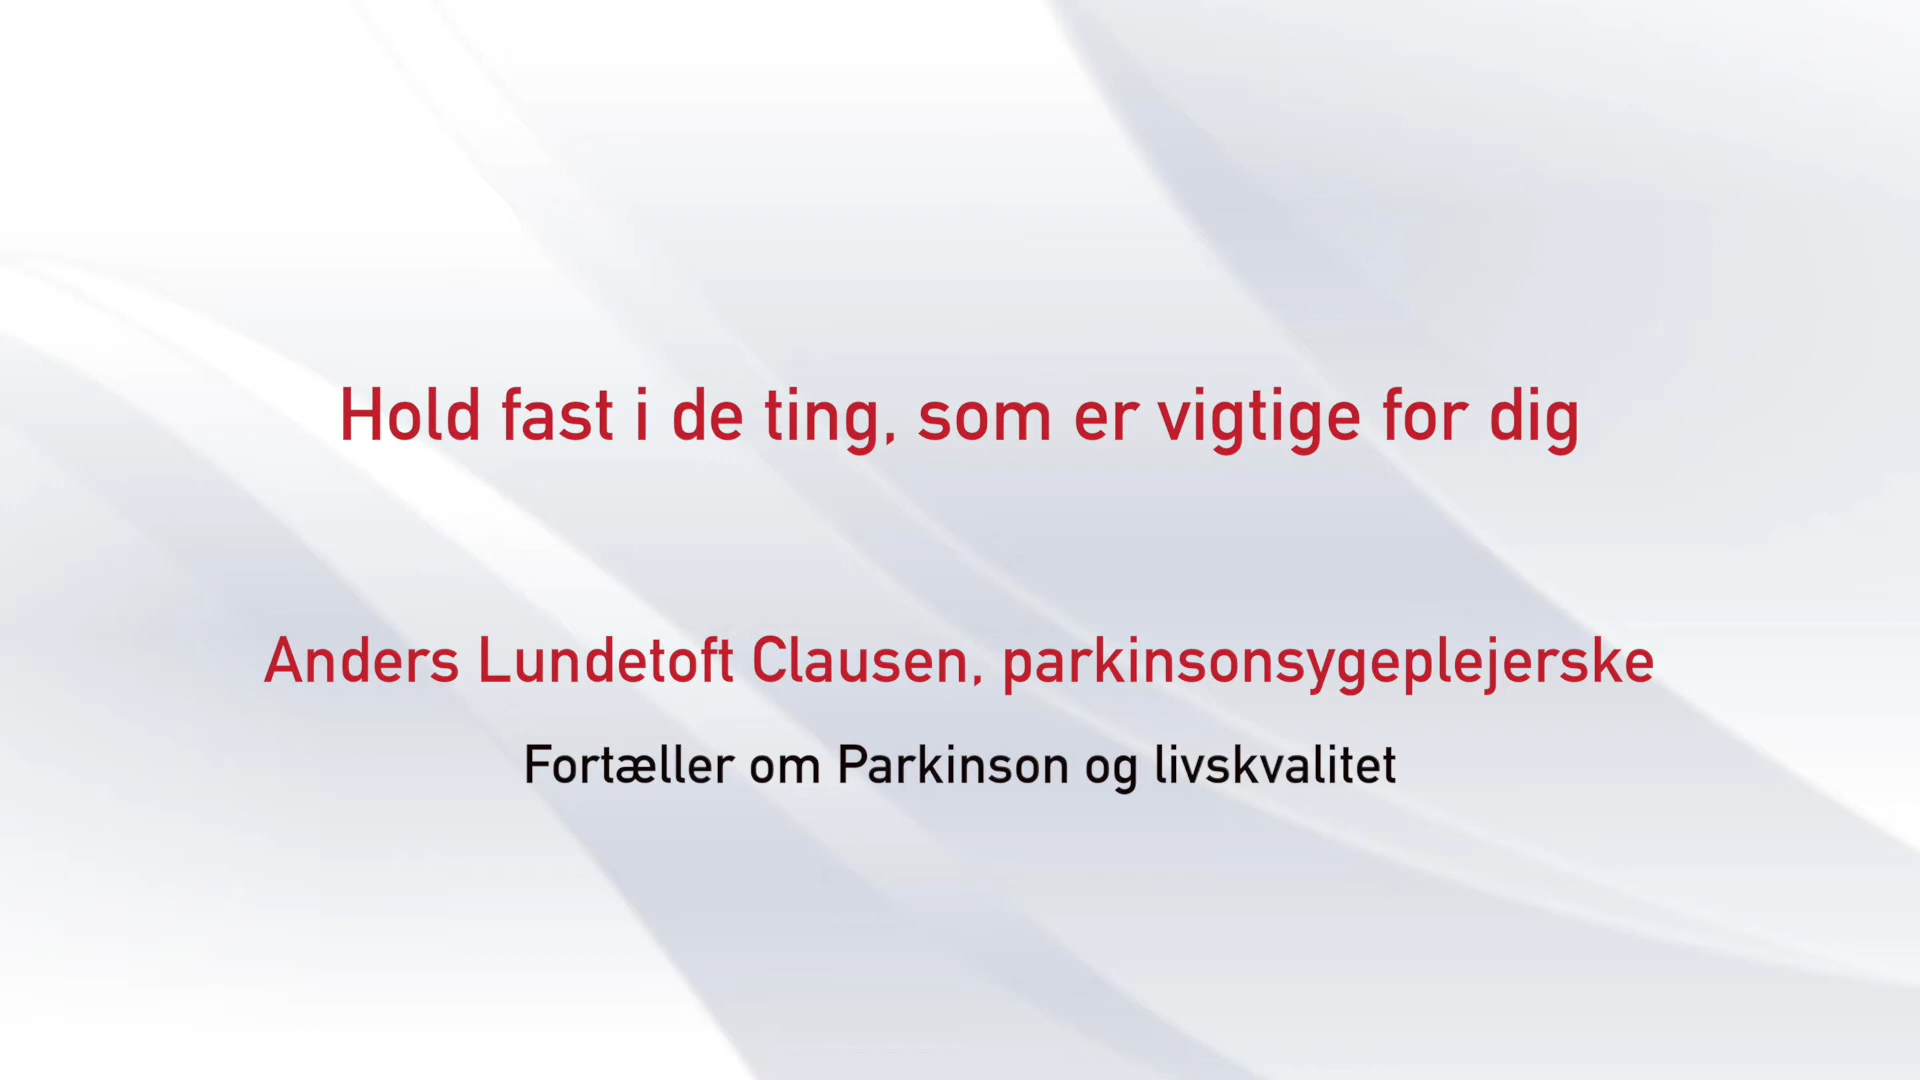 Hold fast i de ting, som er vigtige for dig
Anders Lundetoft Clausen, parkinsonsygeplejerske
Fortæller om Parkinson og livskvalitet